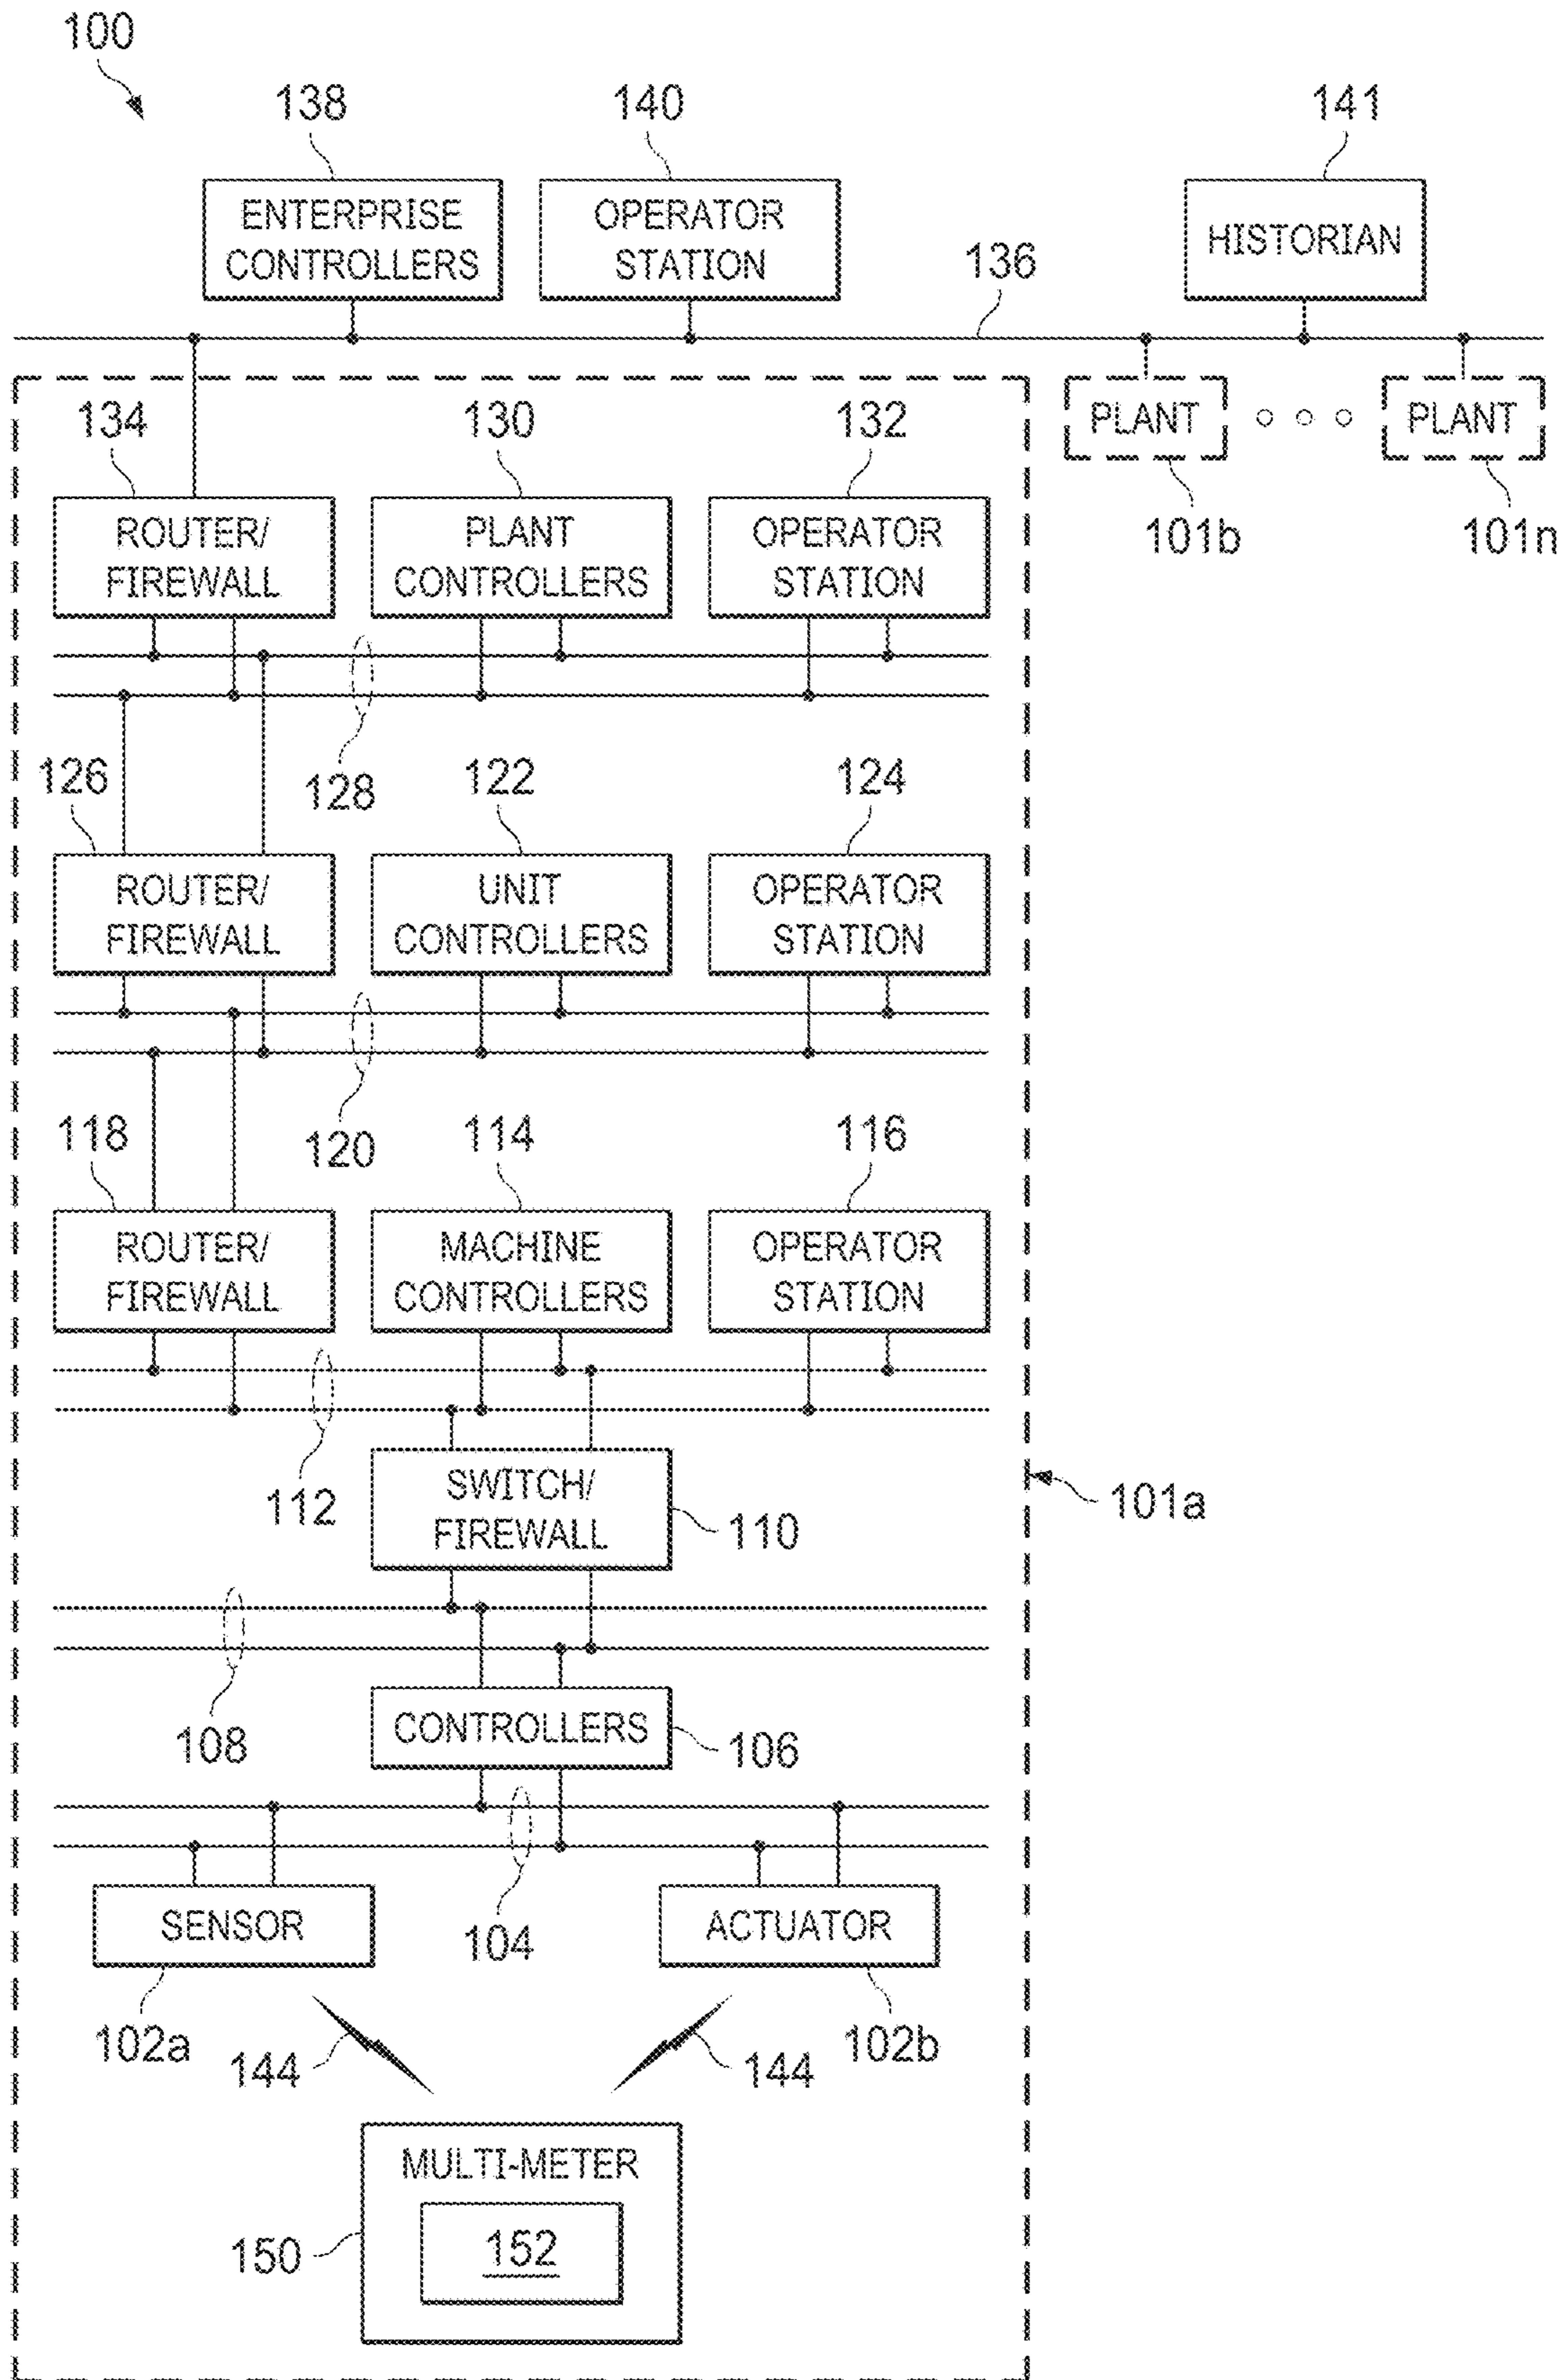 100
138
140
141
ENTERPRISE
CONTROLLERS
OPERATOR
STATION
HISTORIAN
136
134
130
132
PLANT
PLANT
101b
101n
ROUTER/
FIREWALL
PLANT
CONTROLLERS
OPERATOR
STATION
128
126
122
124
ROUTER/
FIREWALL
UNIT
CONTROLLERS
OPERATOR
STATION
120
118
114
116
ROUTER/
FIREWALL
MACHINE
CONTROLLERS
OPERATOR
STATION
112
SWITCH/
FIREWALL
110
101a
108
CONTROLLERS
106
104
SENSOR
ACTUATOR
102a
144
144
102b
MULTI-METER
150
152